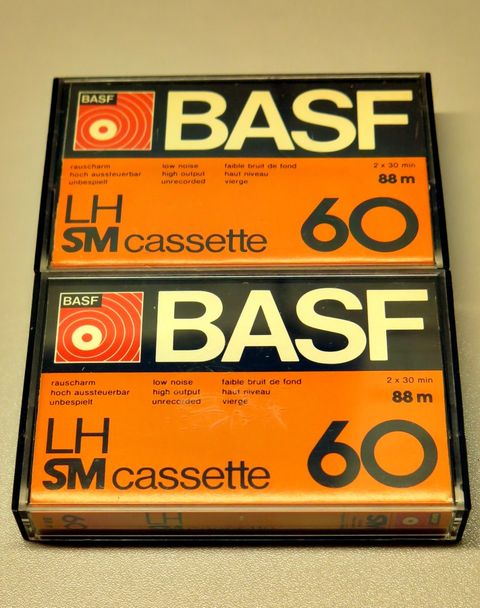 BASF
BASF
rauscharm low noise faible bruit de fond 2 x 30 min
hoch aussteuerbar high output haut niveau 88 m
unbespielt unrecorded vierge
LH
SM cassette 60
BASF
BASF
rauscharm low noise faible bruit de fond 2 x 30 min
hoch aussteuerbar high output haut niveau 88 m
unbespielt unrecorded vierge
LH
SM cassette 60